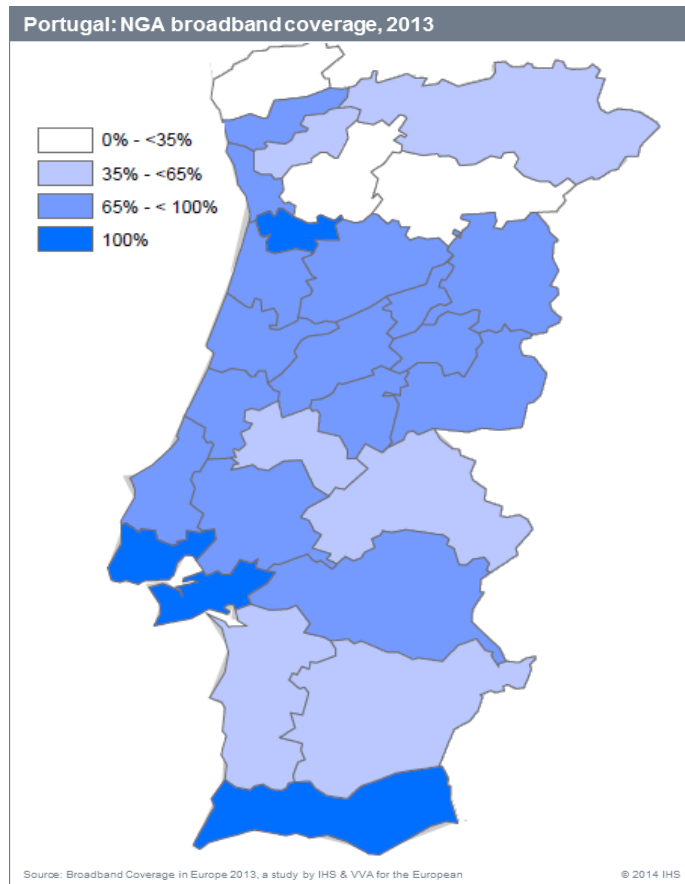 Portugal: NGA broadband coverage, 2013
0% - <35%
35% - <65%
65% - < 100%
100%
Source: Broadband Coverage in Europe 2013, a study by IHS & VVA for the European
© 2014 IHS